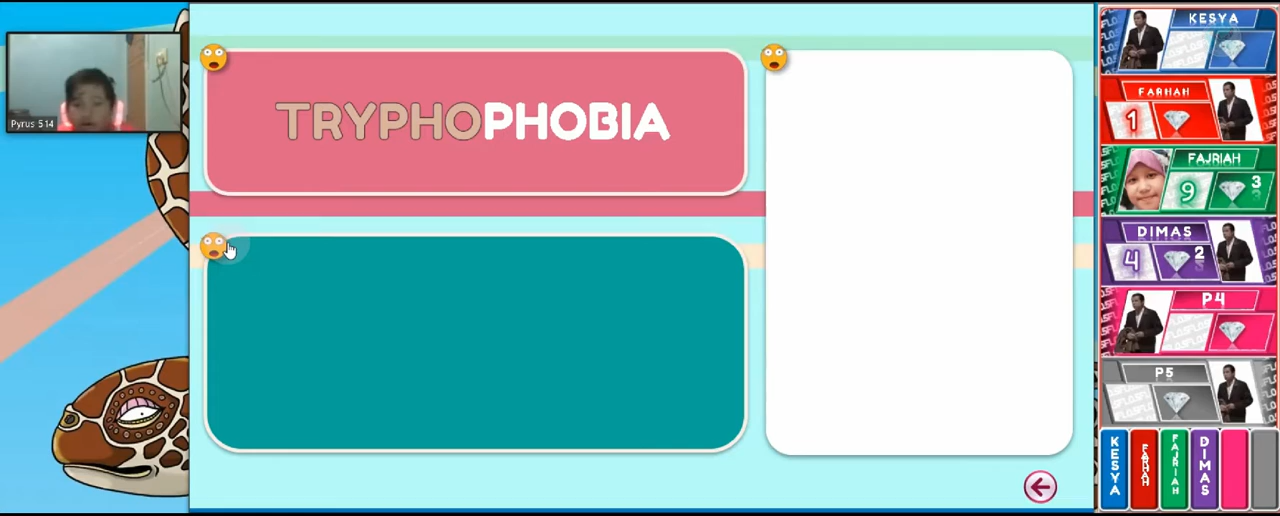 Pyrus 514
TRYPHOPHOBIA
KESYA
FARHAH
1
FAJRIAH
9
3
DIMAS
4
2
P4
P5
KESYA
FARHAH
FAJRIAH
DIMAS